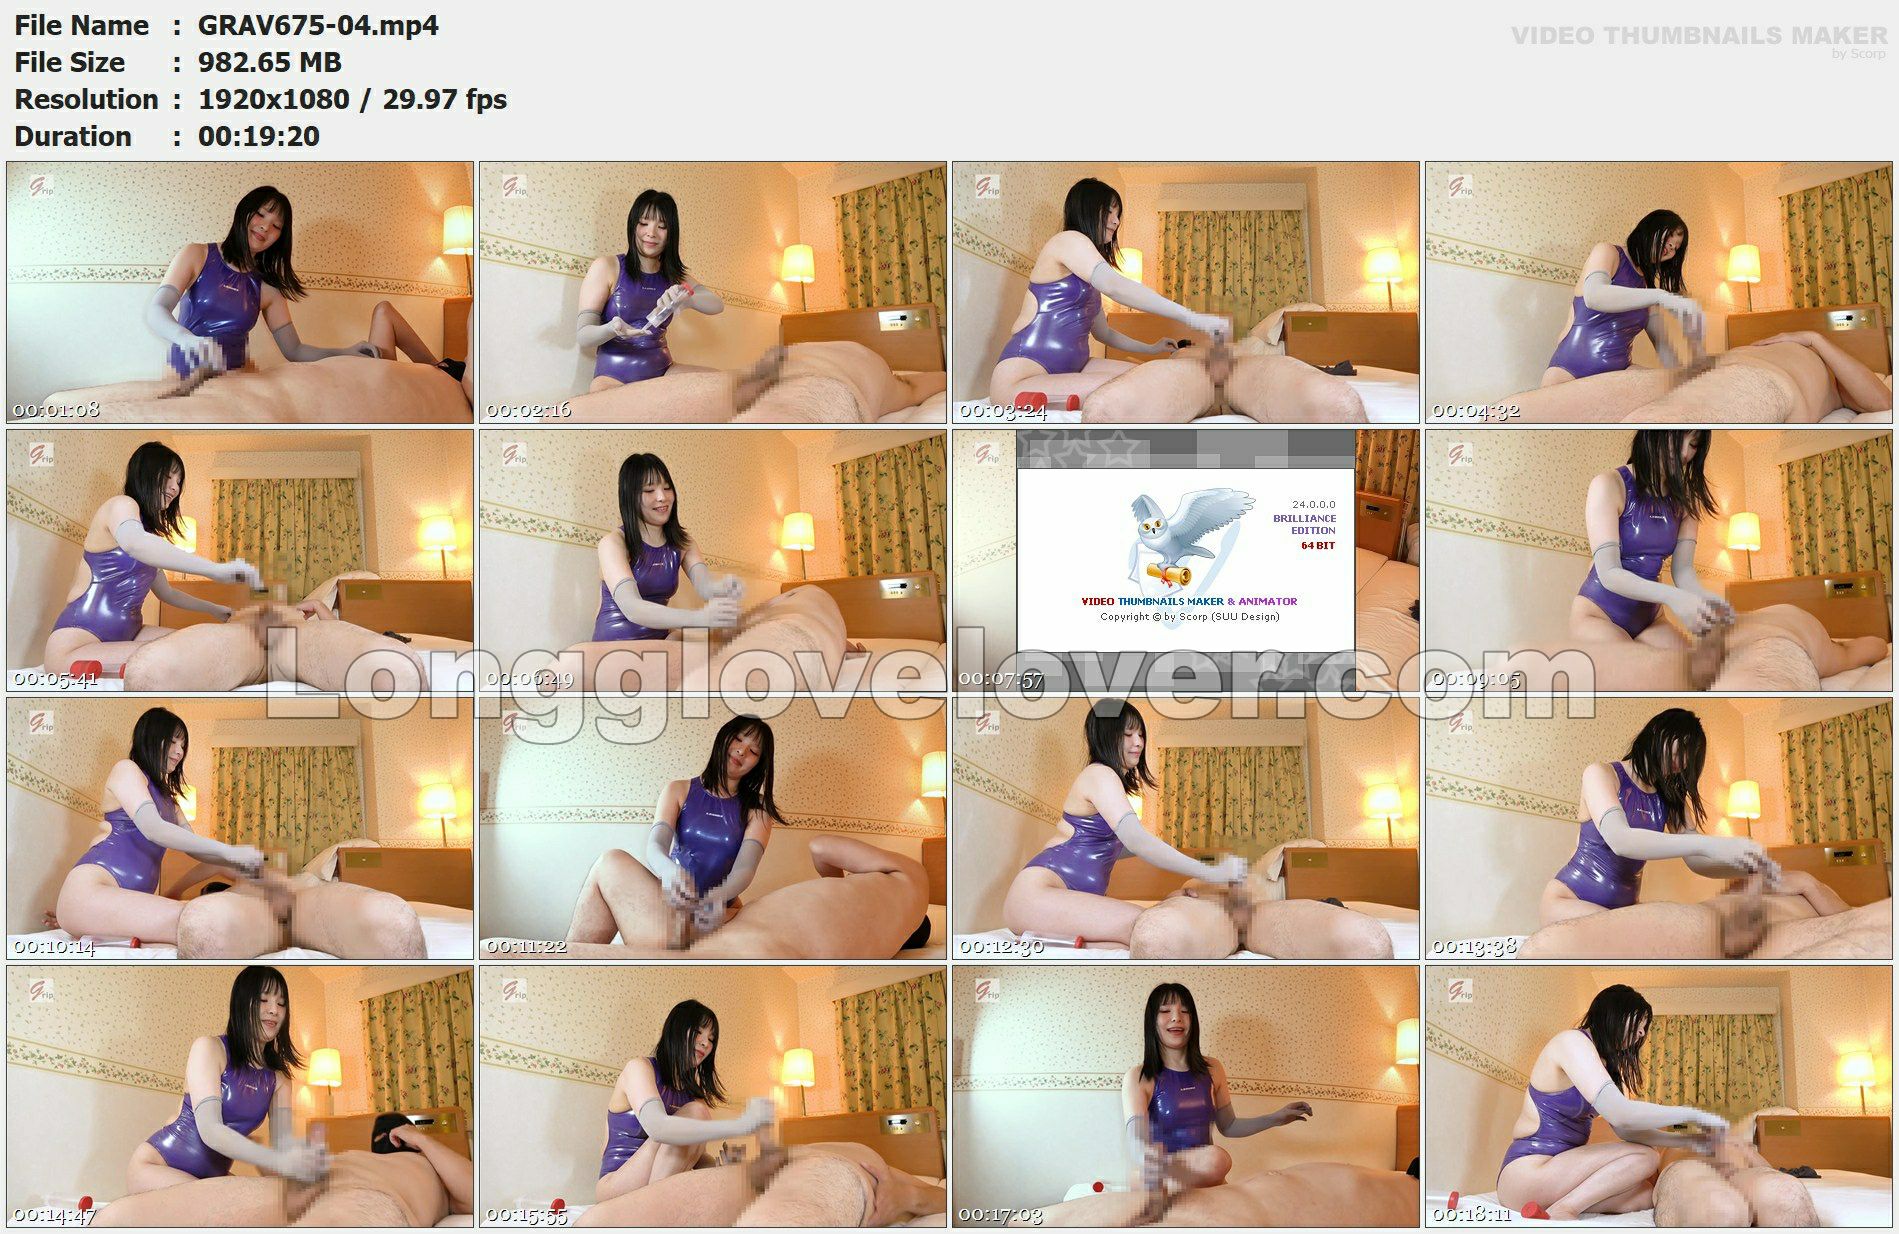 File Name : GRAV675-04.mp4
File Size : 982.65 MB
Resolution : 1920x1080 / 29.97 fps
Duration : 00:19:20
VIDEO THUMBNAILS MAKER
by Scorp
Grip
00:01:08
Grip
00:02:16
Grip
00:03:24
Grip
00:04:32
Grip
00:05:41
Grip
00:06:49
Grip
24.0.0.0
BRILLIANCE
EDITION
64 BIT
VIDEO THUMBNAILS MAKER & ANIMATOR
Copyright © by Scorp (SUU Design)
00:07:57
Grip
00:09:05
Longglovelover.com
Grip
00:10:14
Grip
00:11:22
Grip
00:12:30
Grip
00:13:38
Grip
00:14:47
Grip
00:15:55
Grip
00:17:03
Grip
00:18:11